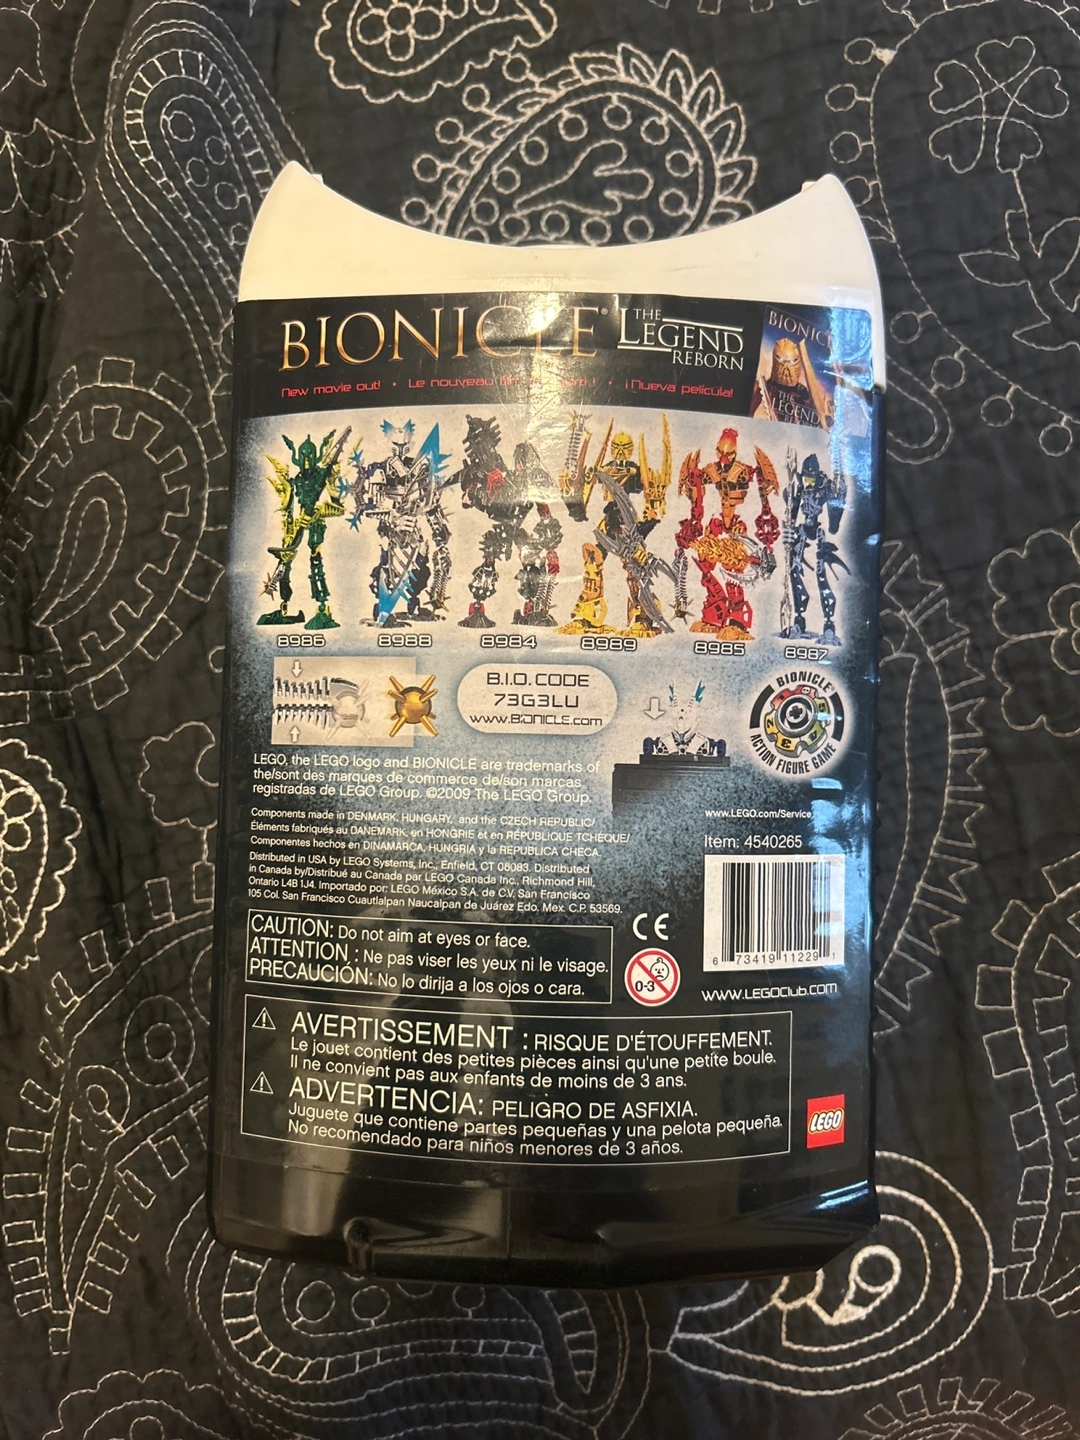 BIONICLE® THE LEGEND REBORN
BIONICLE
THE LEGEND
New movie out! • Le nouveau • ¡Nueva película!
8986 8988 8984 8989 8985 8987
B.I.O. CODE
73G3LU
www.BIONICLE.com
BIONICLE
ACTION FIGURE GAME
1 2 3 4 5
LEGO, the LEGO logo and BIONICLE are trademarks of
the/sont des marques de commerce de/son marcas
registradas de LEGO Group. ©2009 The LEGO Group.
Components made in DENMARK, HUNGARY, and the CZECH REPUBLIC/
Éléments fabriqués au DANEMARK, en HONGRIE et en RÉPUBLIQUE TCHÈQUE/
Componentes hechos en DINAMARCA, HUNGRIA y la REPUBLICA CHECA.
Distributed in USA by LEGO Systems, Inc., Enfield, CT 06083. Distributed
in Canada by/Distribué au Canada par LEGO Canada Inc., Richmond Hill,
Ontario L4B 1J4. Importado por: LEGO México S.A. de C.V. San Francisco
105 Col. San Francisco Cuautlalpan Naucalpan de Juárez Edo. Mex. C.P. 53569.
www.LEGO.com/Service
Item: 4540265
6 73419 11229 1
www.LEGOClub.com
CAUTION: Do not aim at eyes or face.
ATTENTION : Ne pas viser les yeux ni le visage.
PRECAUCIÓN: No lo dirija a los ojos o cara.
CE
0-3
AVERTISSEMENT : RISQUE D'ÉTOUFFEMENT.
Le jouet contient des petites pièces ainsi qu'une petite boule.
Il ne convient pas aux enfants de moins de 3 ans.
ADVERTENCIA: PELIGRO DE ASFIXIA.
Juguete que contiene partes pequeñas y una pelota pequeña.
No recomendado para niños menores de 3 años.
LEGO